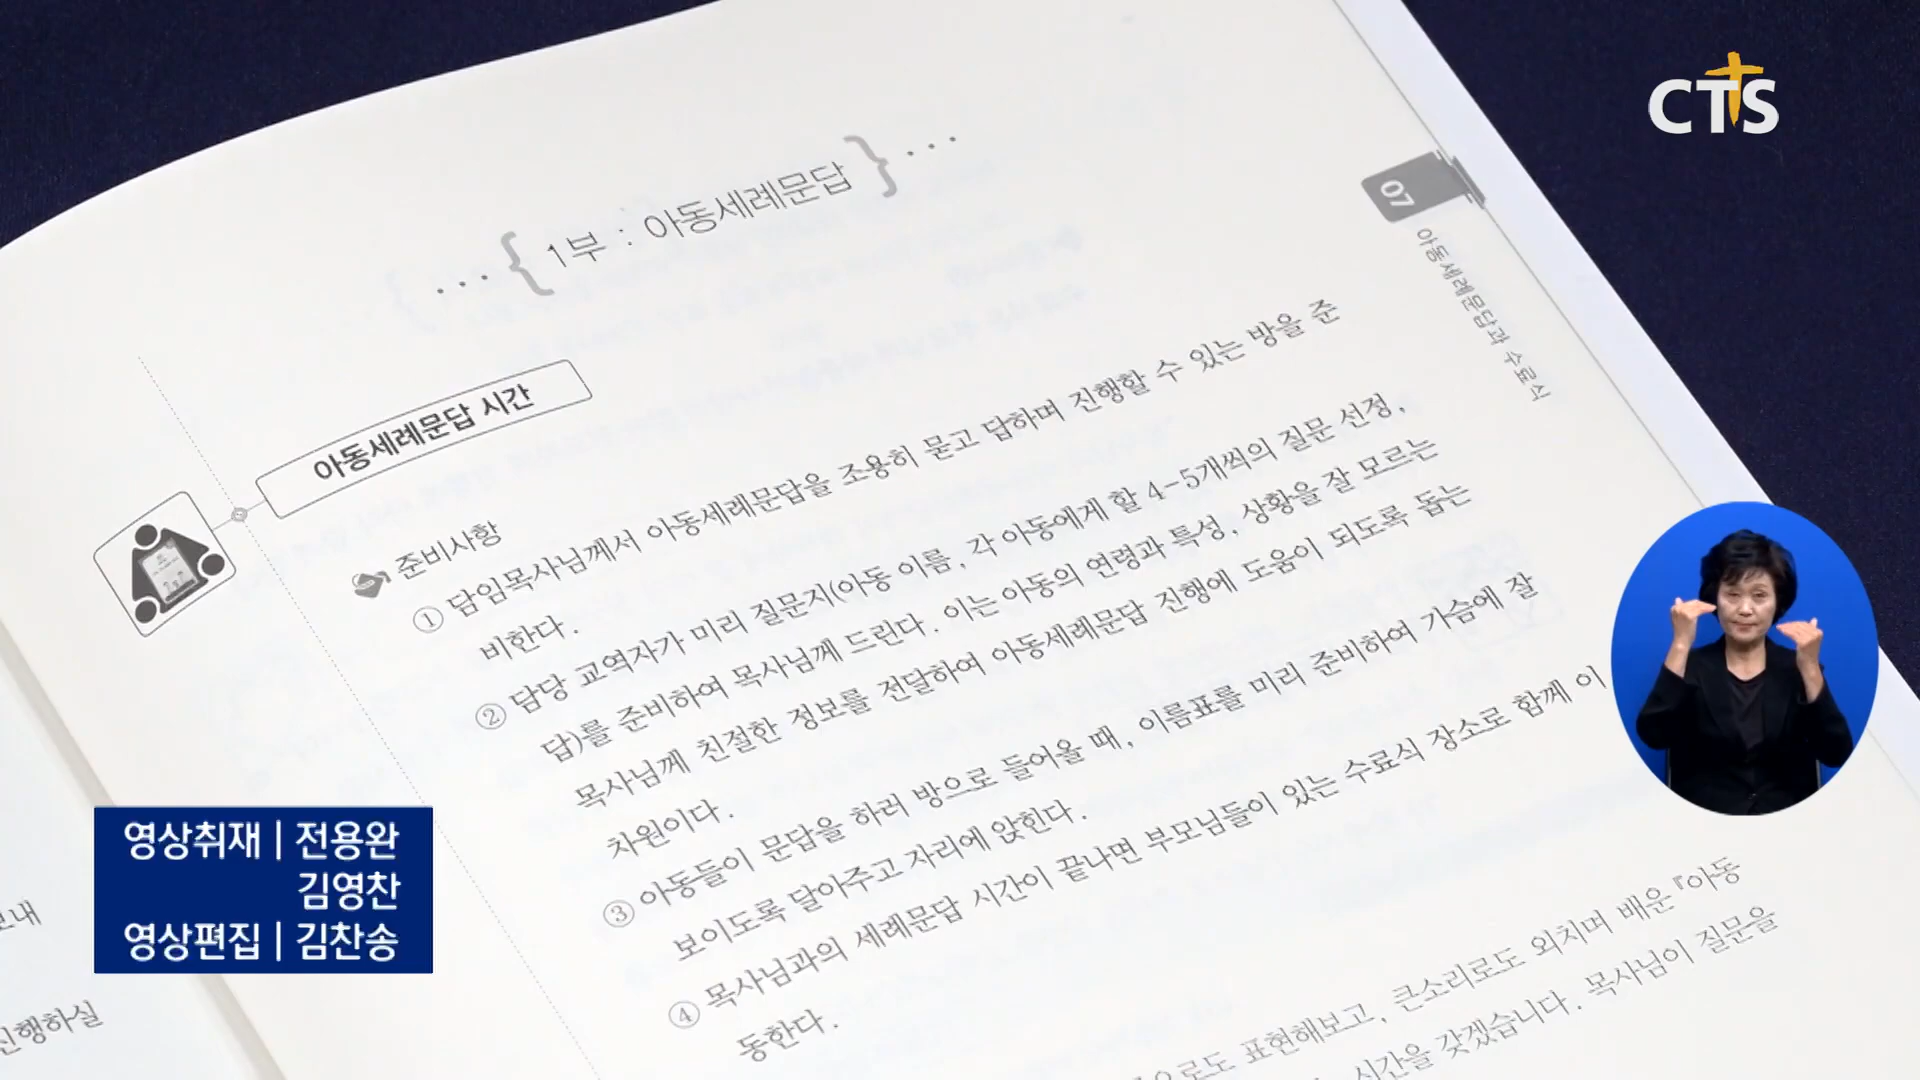 CTS
… { 1부 : 아동세례문답 } …
07
아동세례문답과 수료식
아동세례문답 시간
준비사항
① 담임목사님께서 아동세례문답을 조용히 묻고 답하며 진행할 수 있는 방을 준
비한다.
② 담당 교역자가 미리 질문지(아동 이름, 각 아동에게 할 4-5개씩의 질문 선정,
답)를 준비하여 목사님께 드린다. 이는 아동의 연령과 특성, 상황을 잘 모르는
목사님께 친절한 정보를 전달하여 아동세례문답 진행에 도움이 되도록 돕는
차원이다.
③ 아동들이 문답을 하러 방으로 들어올 때, 이름표를 미리 준비하여 가슴에 잘
보이도록 달아주고 자리에 앉힌다.
④ 목사님과의 세례문답 시간이 끝나면 부모님들이 있는 수료식 장소로 함께 이
동한다.
표현해보고, 큰소리로도 외치며 배운 『아동
시간을 갖겠습니다. 목사님이 질문을
진행하실
영상취재 | 전용완
김영찬
영상편집 | 김찬송